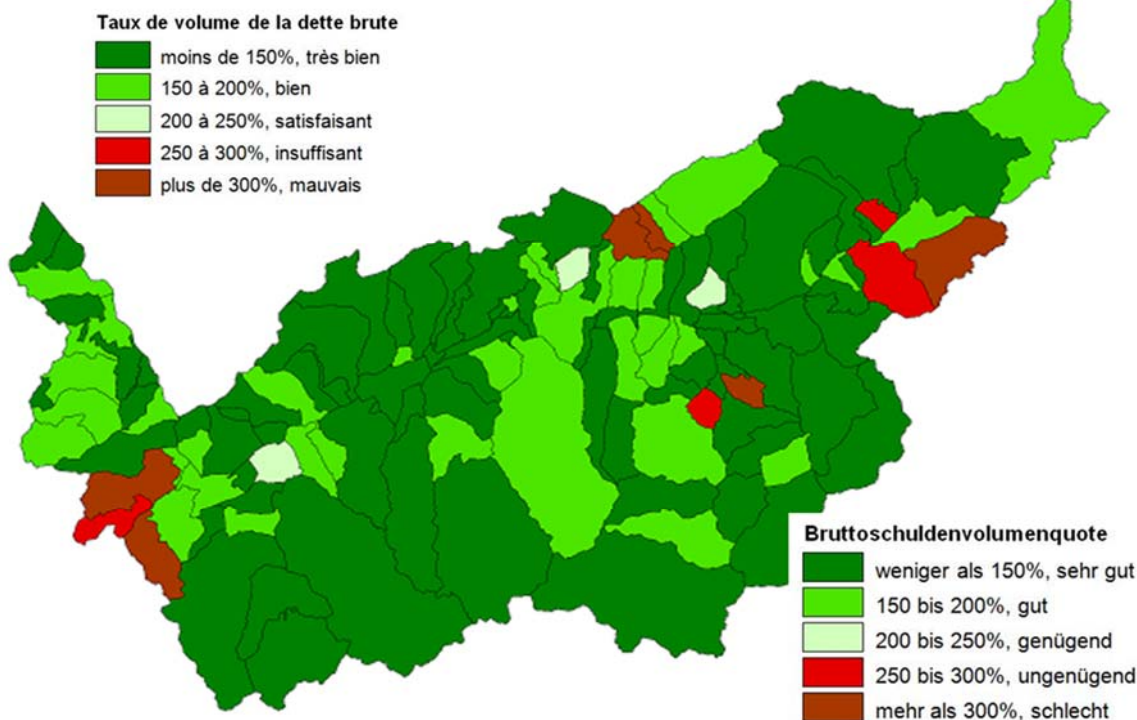 Taux de volume de la dette brute
moins de 150%, très bien
150 à 200%, bien
200 à 250%, satisfaisant
250 à 300%, insuffisant
plus de 300%, mauvais
Bruttoschuldenvolumenquote
weniger als 150%, sehr gut
150 bis 200%, gut
200 bis 250%, genügend
250 bis 300%, ungenügend
mehr als 300%, schlecht